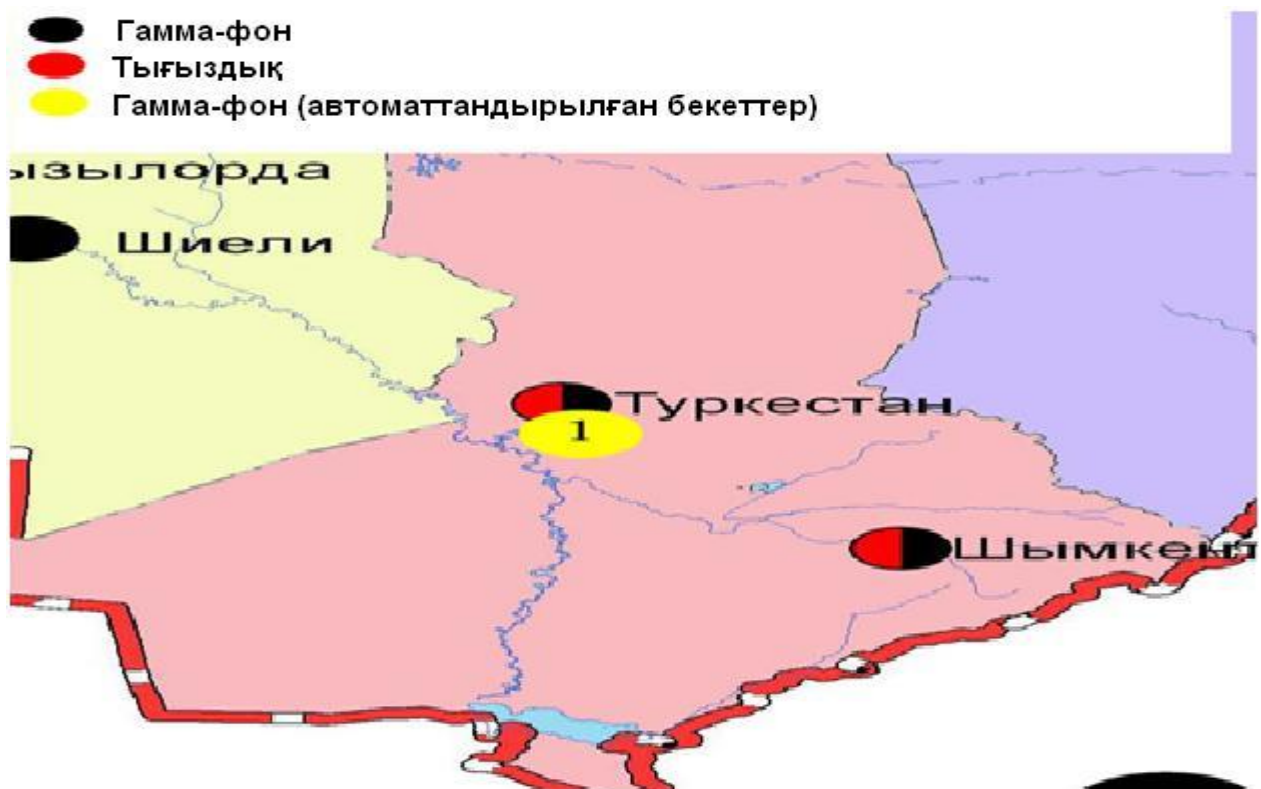 Гамма-фон
Тығыздық
Гамма-фон (автоматтандырылған бекеттер)
ызылорда
Шиели
Туркестан
1
Шымкент